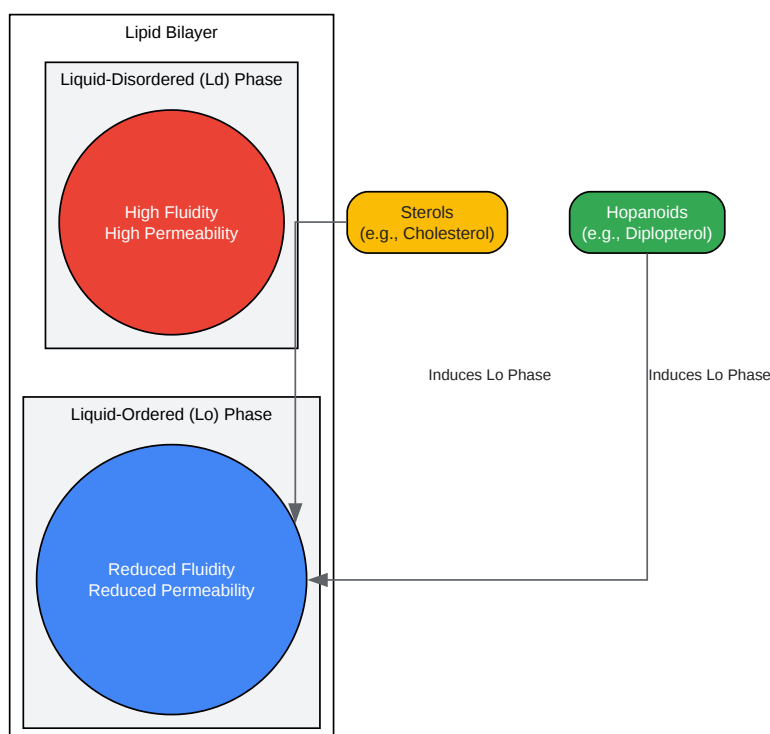 Lipid Bilayer
Liquid-Disordered (Ld) Phase
High Fluidity
High Permeability
Sterols
(e.g., Cholesterol)
Hopanoids
(e.g., Diplopterol)
Induces Lo Phase
Induces Lo Phase
Liquid-Ordered (Lo) Phase
Reduced Fluidity
Reduced Permeability